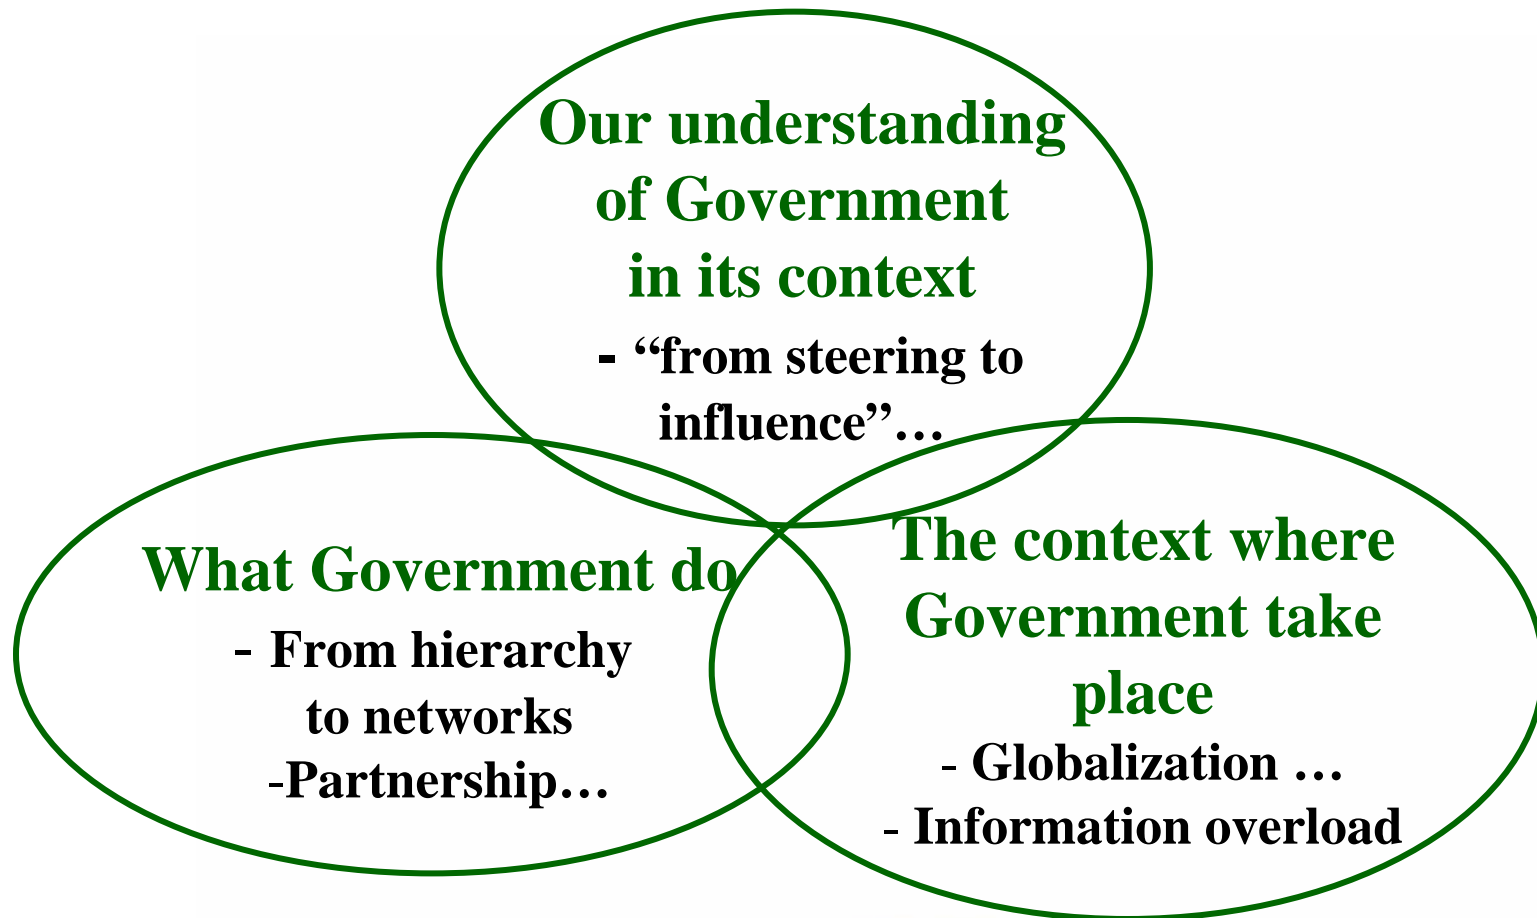 Our understanding
of Government
in its context
- “from steering to
influence”…
What Government do
- From hierarchy
to networks
-Partnership…
The context where
Government take
place
- Globalization …
- Information overload